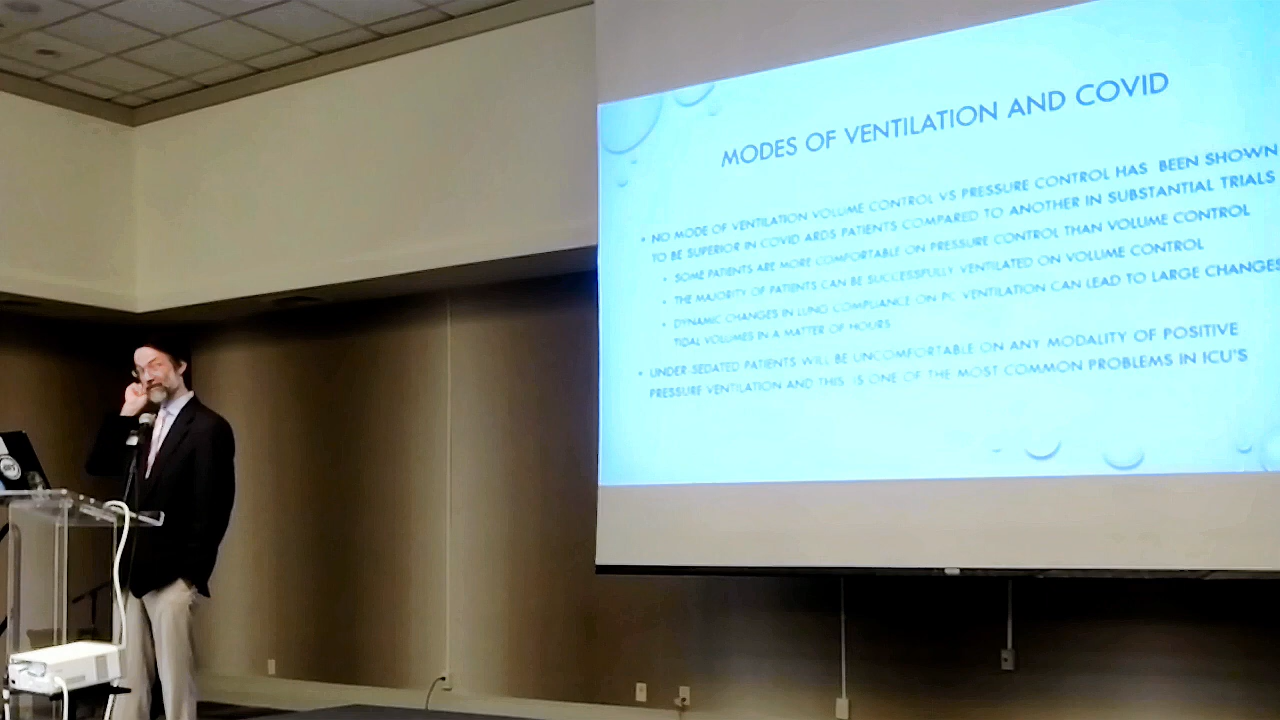 MODES OF VENTILATION AND COVID
• NO MODE OF VENTILATION VOLUME CONTROL VS PRESSURE CONTROL HAS BEEN SHOWN
TO BE SUPERIOR IN COVID ARDS PATIENTS COMPARED TO ANOTHER IN SUBSTANTIAL TRIALS
• SOME PATIENTS ARE MORE COMFORTABLE ON PRESSURE CONTROL THAN VOLUME CONTROL
• THE MAJORITY OF PATIENTS CAN BE SUCCESSFULLY VENTILATED ON VOLUME CONTROL
• DYNAMIC CHANGES IN LUNG COMPLIANCE ON PC VENTILATION CAN LEAD TO LARGE CHANGES
TIDAL VOLUMES IN A MATTER OF HOURS
• UNDER-SEDATED PATIENTS WILL BE UNCOMFORTABLE ON ANY MODALITY OF POSITIVE
PRESSURE VENTILATION AND THIS IS ONE OF THE MOST COMMON PROBLEMS IN ICU'S